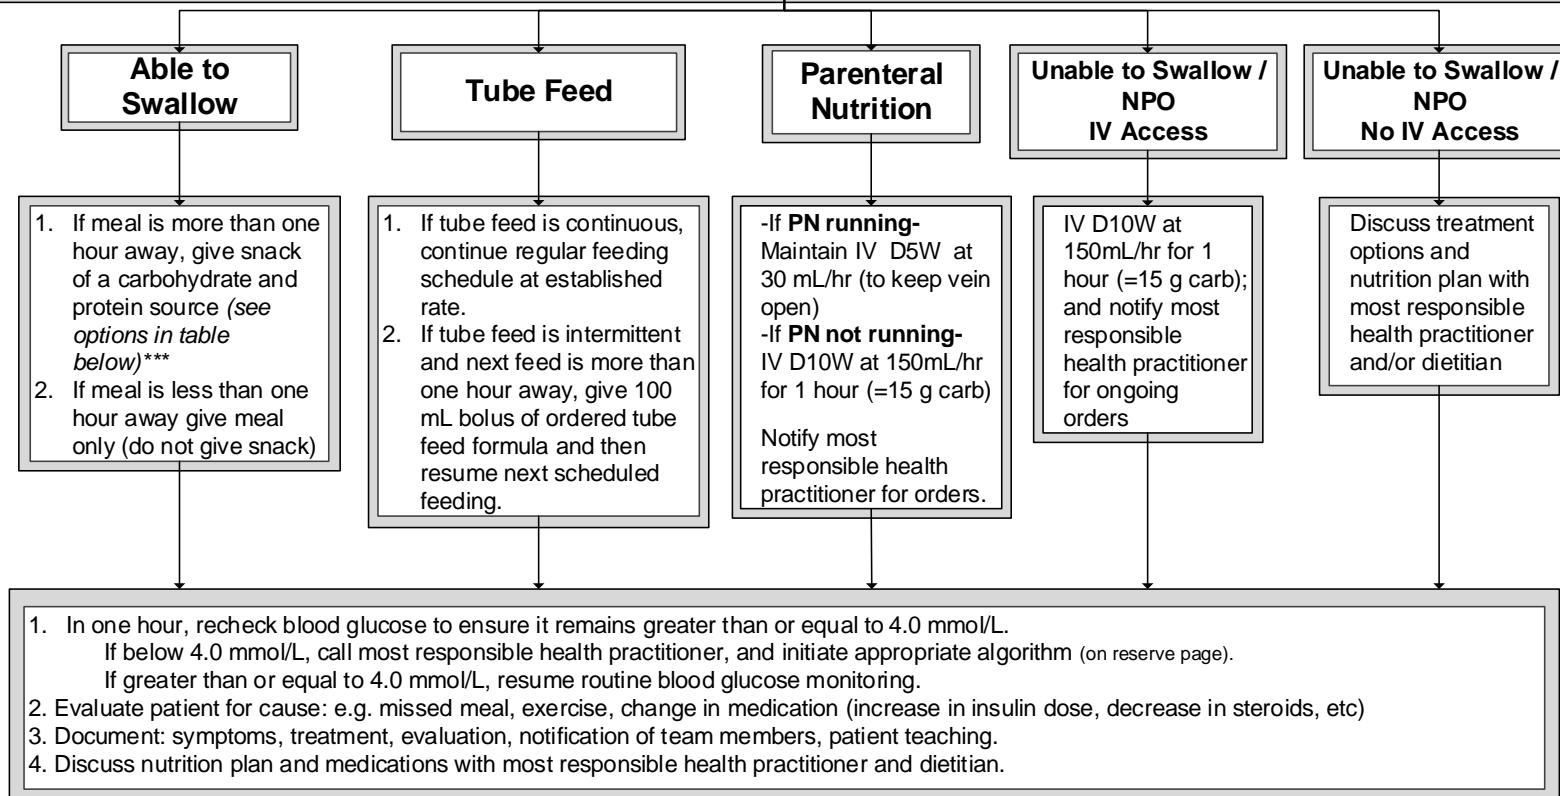 Able to
Swallow
Tube Feed
Parenteral
Nutrition
Unable to Swallow /
NPO
IV Access
Unable to Swallow /
NPO
No IV Access
1. If meal is more than one
hour away, give snack
of a carbohydrate and
protein source (see
options in table
below)***
2. If meal is less than one
hour away give meal
only (do not give snack)
1. If tube feed is continuous,
continue regular feeding
schedule at established
rate.
2. If tube feed is intermittent
and next feed is more than
one hour away, give 100
mL bolus of ordered tube
feed formula and then
resume next scheduled
feeding.
-If PN running-
Maintain IV D5W at
30 mL/hr (to keep vein
open)
-If PN not running-
IV D10W at 150mL/hr
for 1 hour (=15 g carb)
Notify most
responsible health
practitioner for orders.
IV D10W at
150mL/hr for 1
hour (=15 g carb);
and notify most
responsible
health practitioner
for ongoing
orders
Discuss treatment
options and
nutrition plan with
most responsible
health practitioner
and/or dietitian
1. In one hour, recheck blood glucose to ensure it remains greater than or equal to 4.0 mmol/L.
If below 4.0 mmol/L, call most responsible health practitioner, and initiate appropriate algorithm (on reserve page).
If greater than or equal to 4.0 mmol/L, resume routine blood glucose monitoring.
2. Evaluate patient for cause: e.g. missed meal, exercise, change in medication (increase in insulin dose, decrease in steroids, etc)
3. Document: symptoms, treatment, evaluation, notification of team members, patient teaching.
4. Discuss nutrition plan and medications with most responsible health practitioner and dietitian.